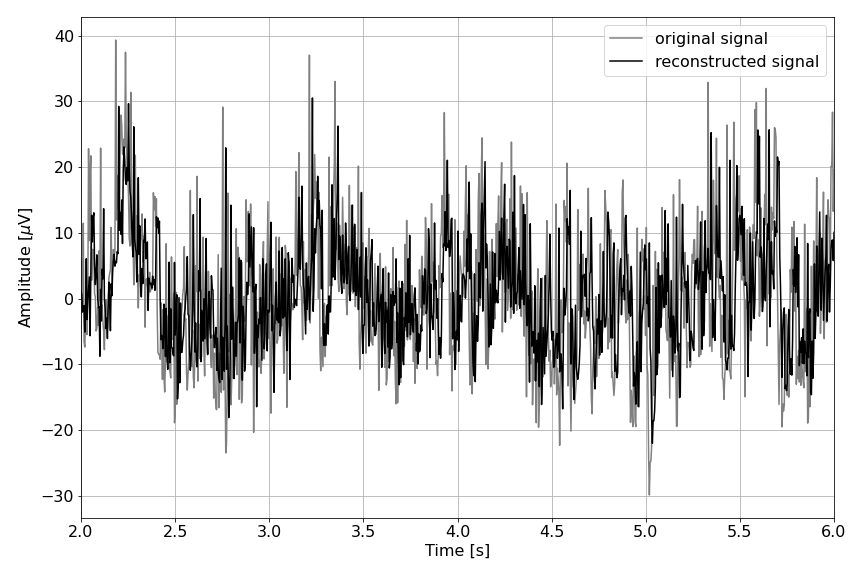 original signal
reconstructed signal
40
30
20
10
0
−10
−20
−30
Amplitude [μV]
2.0 2.5 3.0 3.5 4.0 4.5 5.0 5.5 6.0
Time [s]